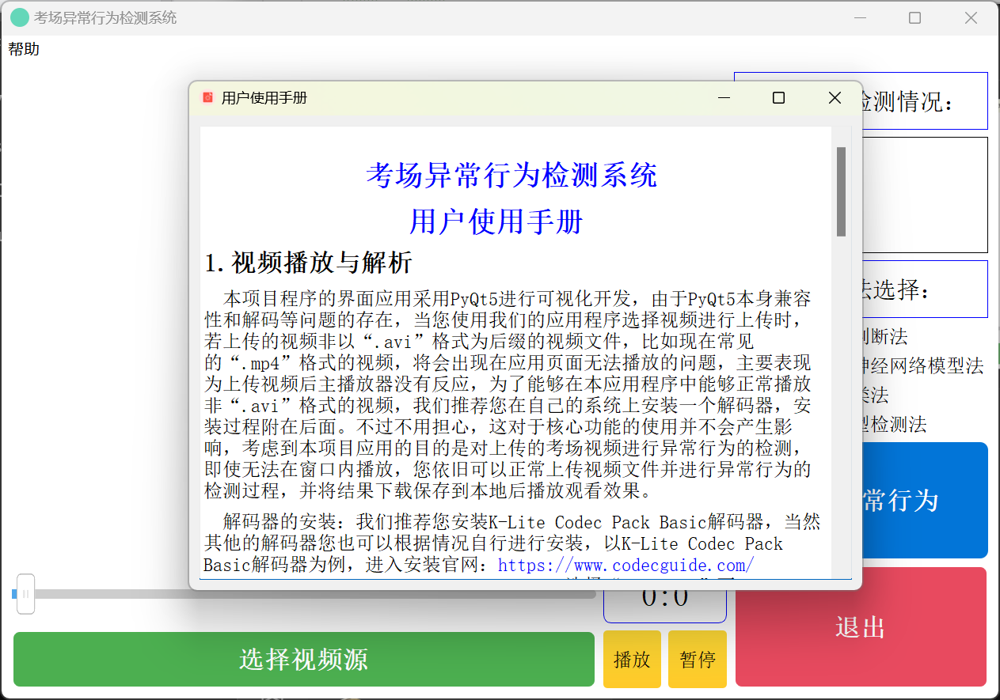 考场异常行为检测系统
帮助
用户使用手册
检测情况：
考场异常行为检测系统
用户使用手册
1.视频播放与解析
本项目程序的界面应用采用PyQt5进行可视化开发，由于PyQt5本身兼容
性和解码等问题的存在，当您使用我们的应用程序选择视频进行上传时，
若上传的视频非以“.avi”格式为后缀的视频文件，比如现在常见
的“.mp4”格式的视频，将会出现在应用页面无法播放的问题，主要表现
为上传视频后主播放器没有反应，为了能够在本应用程序中能够正常播放
非“.avi”格式的视频，我们推荐您在自己的系统上安装一个解码器，安
装过程附在后面。不过不用担心，这对于核心功能的使用并不会产生影
响，考虑到本项目应用的目的是对上传的考场视频进行异常行为的检测，
即使无法在窗口内播放，您依旧可以正常上传视频文件并进行异常行为的
检测过程，并将结果下载保存到本地后播放观看效果。
解码器的安装：我们推荐您安装K-Lite Codec Pack Basic解码器，当然
其他的解码器您也可以根据情况自行进行安装，以K-Lite Codec Pack
Basic解码器为例，进入安装官网：https://www.codecguide.com/
法选择：
判断法
神经网络模型法
类法
型检测法
常行为
0:0
退出
选择视频源
播放
暂停